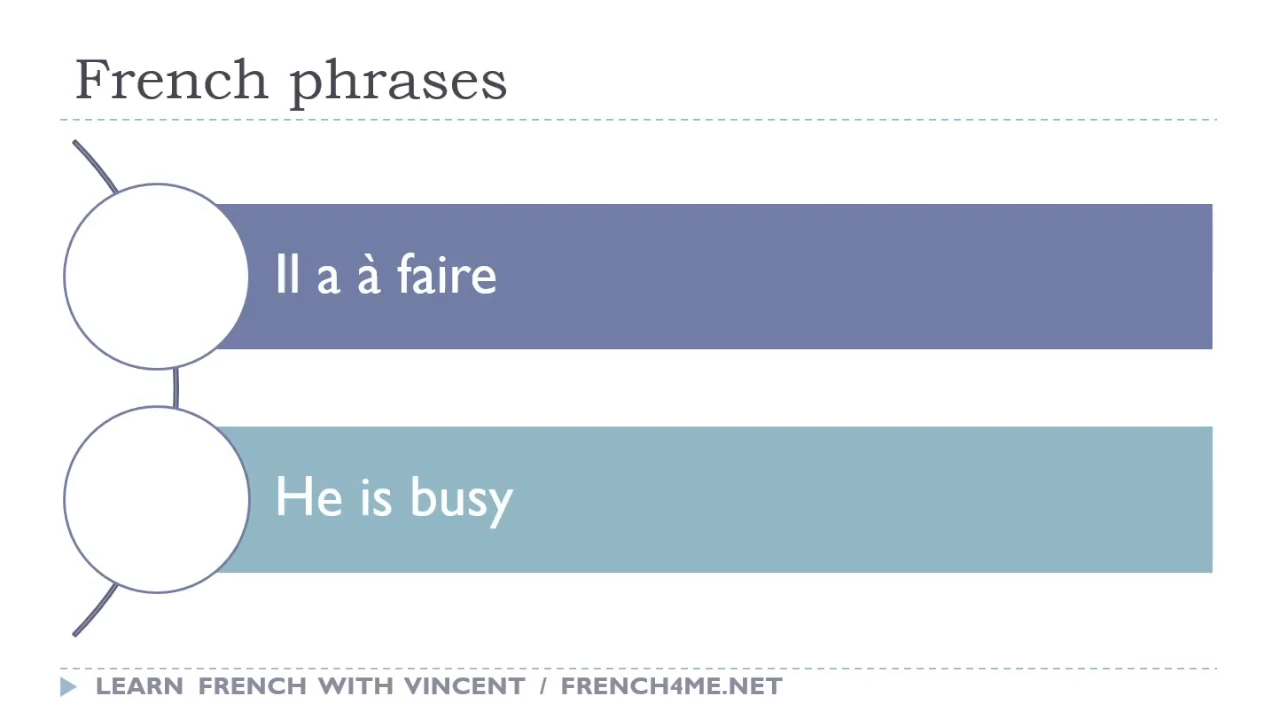 French phrases
Il a à faire
He is busy
LEARN FRENCH WITH VINCENT / FRENCH4ME.NET